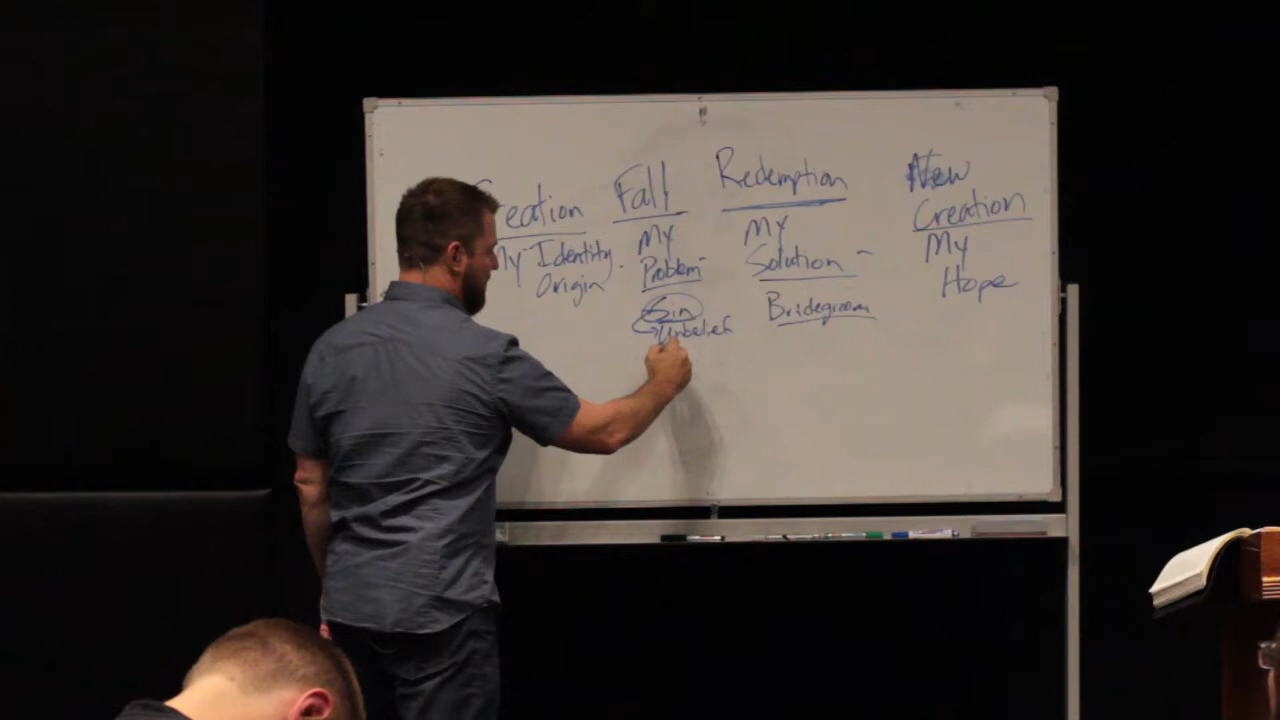 Creation
My Identity.
Origin
Fall
My
Problem
Sin
Unbelief
Redemption
My
Solution -
Bridegroom
New
Creation
My
Hope